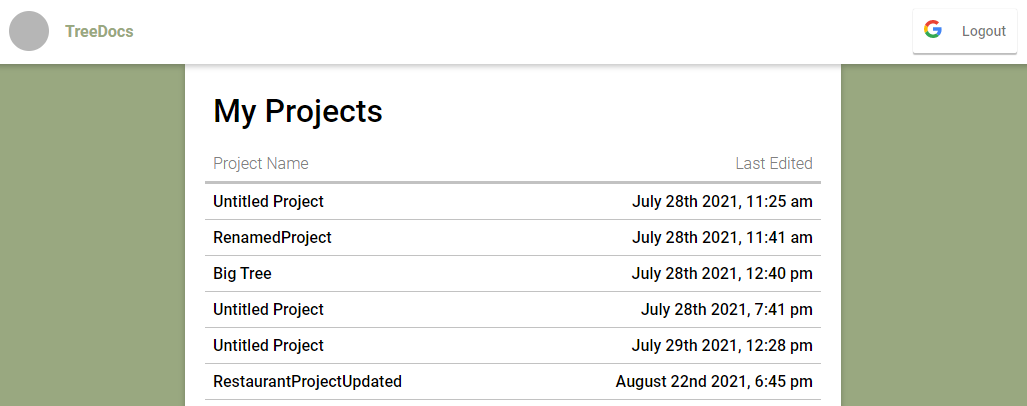 TreeDocs
Logout
My Projects
Project Name Last Edited
Untitled Project July 28th 2021, 11:25 am
RenamedProject July 28th 2021, 11:41 am
Big Tree July 28th 2021, 12:40 pm
Untitled Project July 28th 2021, 7:41 pm
Untitled Project July 29th 2021, 12:28 pm
RestaurantProjectUpdated August 22nd 2021, 6:45 pm